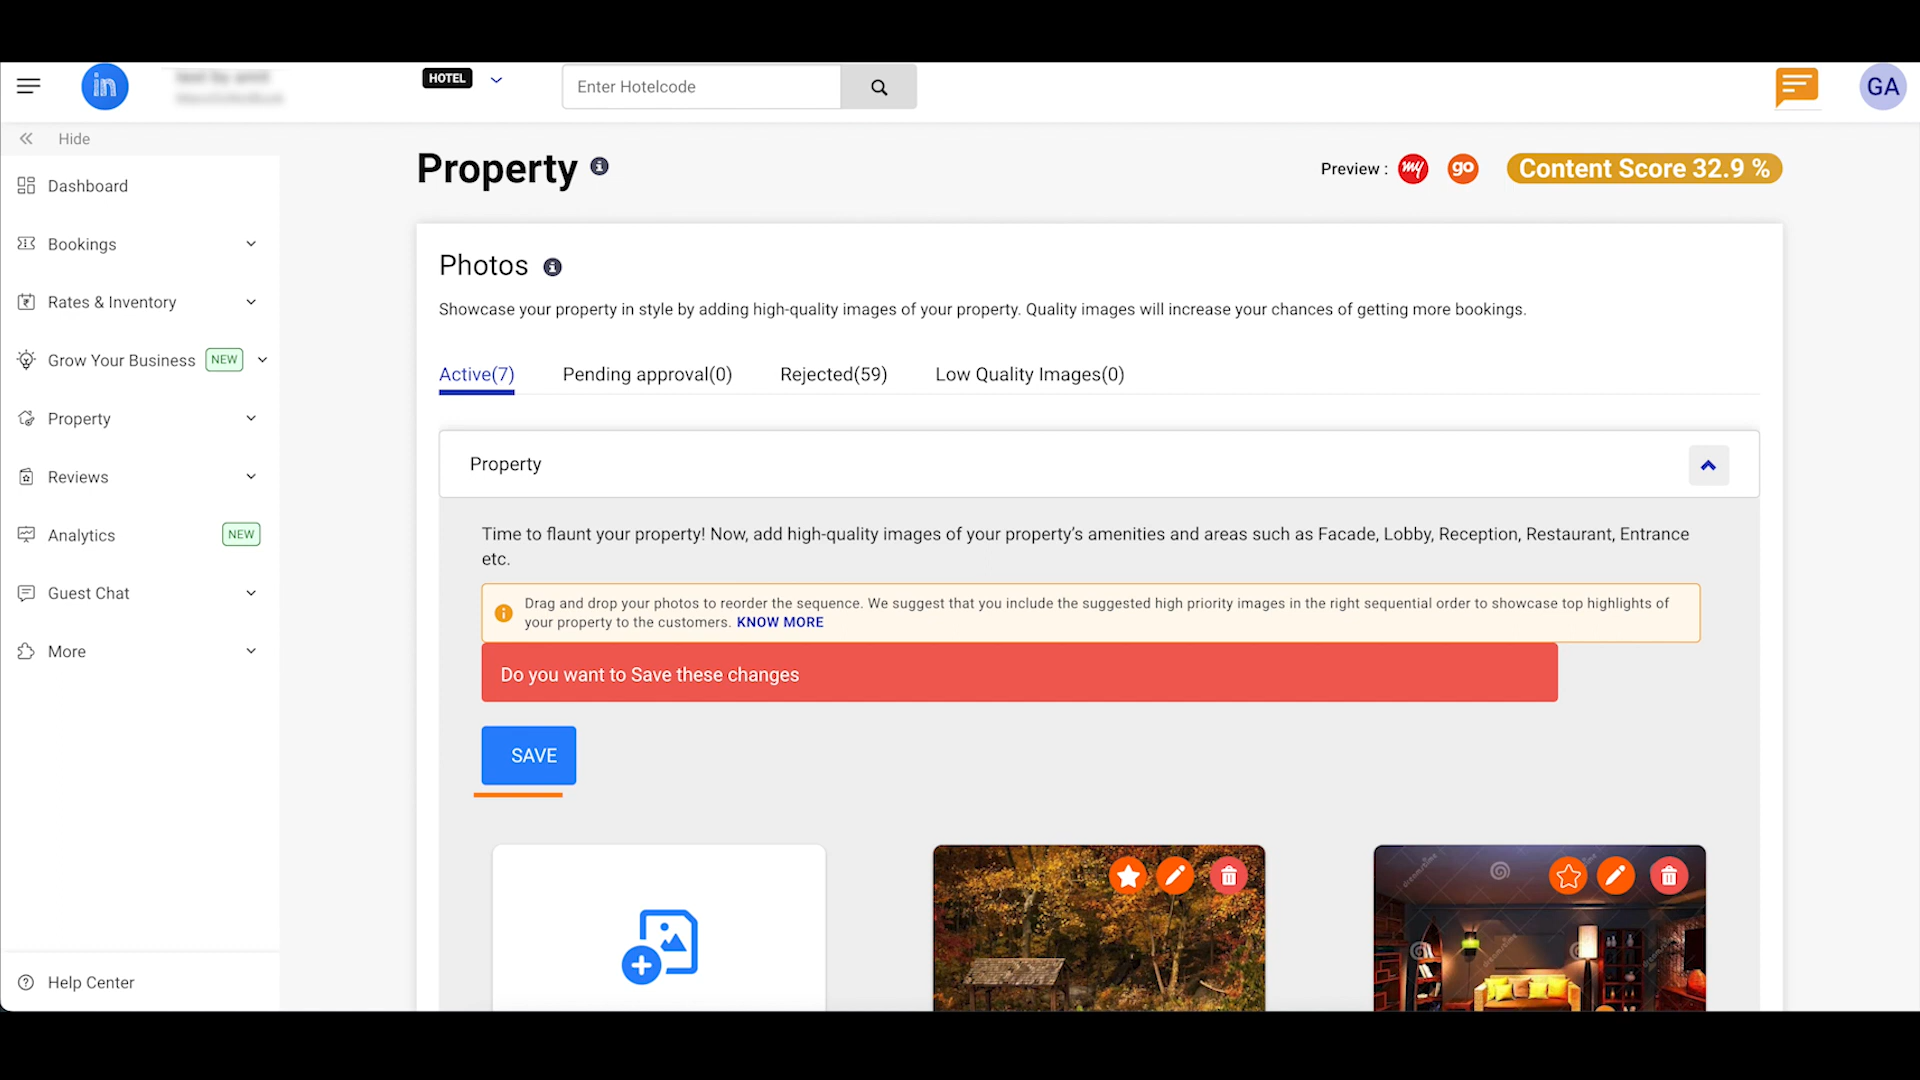 in
HOTEL
Enter Hotelcode
GA
Hide
Dashboard
Bookings
Rates & Inventory
Grow Your Business NEW
Property
Reviews
Analytics NEW
Guest Chat
More
Help Center
Property
Preview :
my
go
Content Score 32.9 %
Photos
Showcase your property in style by adding high-quality images of your property. Quality images will increase your chances of getting more bookings.
Active(7)
Pending approval(0)
Rejected(59)
Low Quality Images(0)
Property
Time to flaunt your property! Now, add high-quality images of your property’s amenities and areas such as Facade, Lobby, Reception, Restaurant, Entrance
etc.
Drag and drop your photos to reorder the sequence. We suggest that you include the suggested high priority images in the right sequential order to showcase top highlights of
your property to the customers. KNOW MORE
Do you want to Save these changes
SAVE